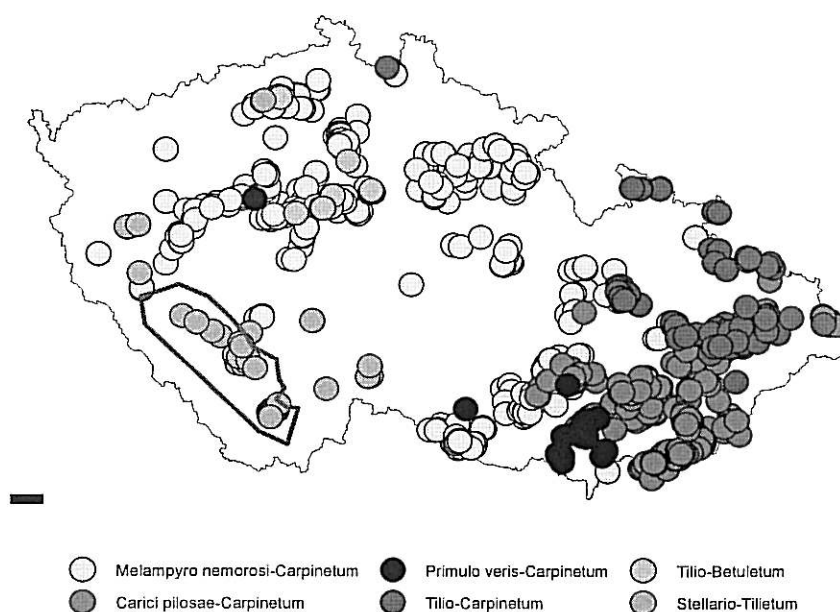 Melampyro nemorosi-Carpinetum Primulo veris-Carpinetum Tilio-Betuletum
Carici pilosae-Carpinetum Tilio-Carpinetum Stellario-Tilietum